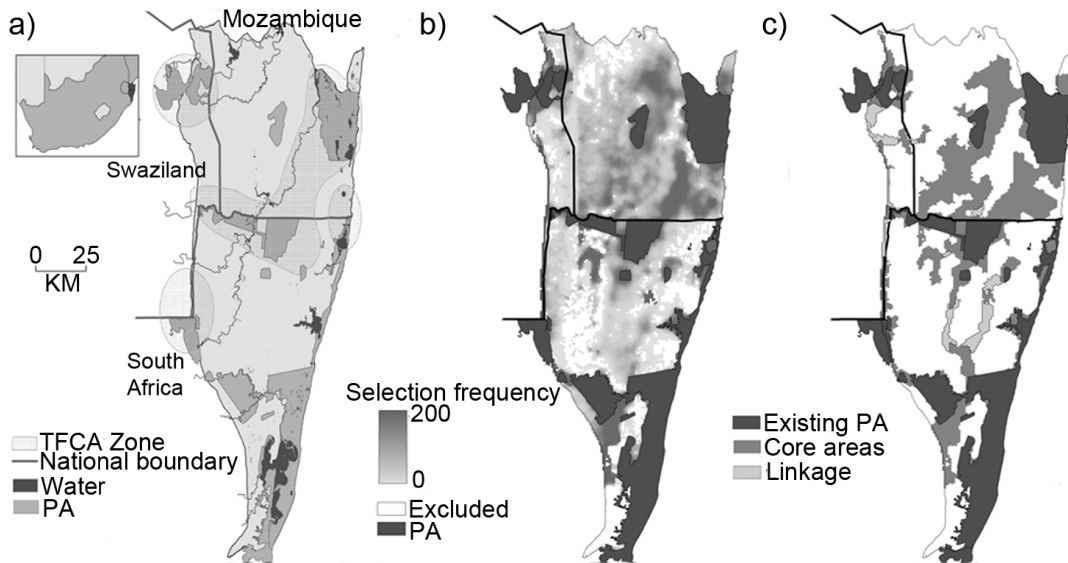 a)
Mozambique
Swaziland
0 25
KM
South
Africa
TFCA Zone
National boundary
Water
PA
b)
Selection frequency
200
0
Excluded
PA
c)
Existing PA
Core areas
Linkage